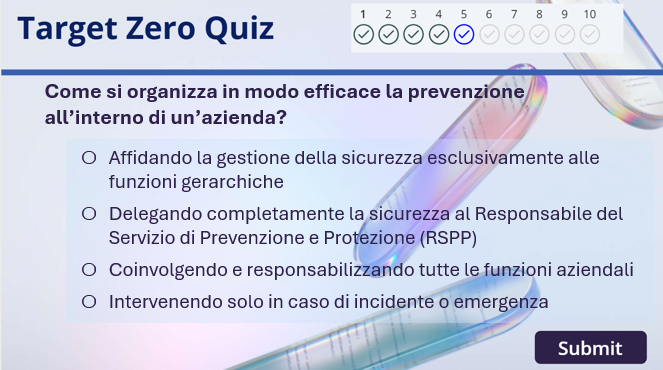 Target Zero Quiz
1 2 3 4 5 6 7 8 9 10
Come si organizza in modo efficace la prevenzione
all’interno di un’azienda?
Affidando la gestione della sicurezza esclusivamente alle
funzioni gerarchiche
Delegando completamente la sicurezza al Responsabile del
Servizio di Prevenzione e Protezione (RSPP)
Coinvolgendo e responsabilizzando tutte le funzioni aziendali
Intervenendo solo in caso di incidente o emergenza
Submit